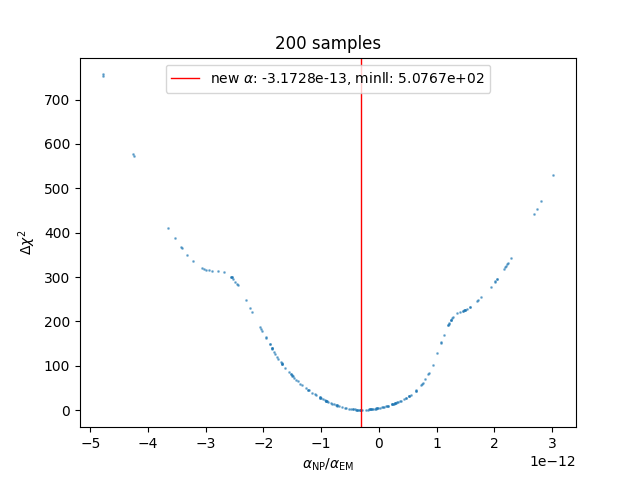 200 samples
new α: -3.1728e-13, minll: 5.0767e+02
Δχ²
700
600
500
400
300
200
100
0
−5 −4 −3 −2 −1 0 1 2 3
1e−12
α_NP/α_EM